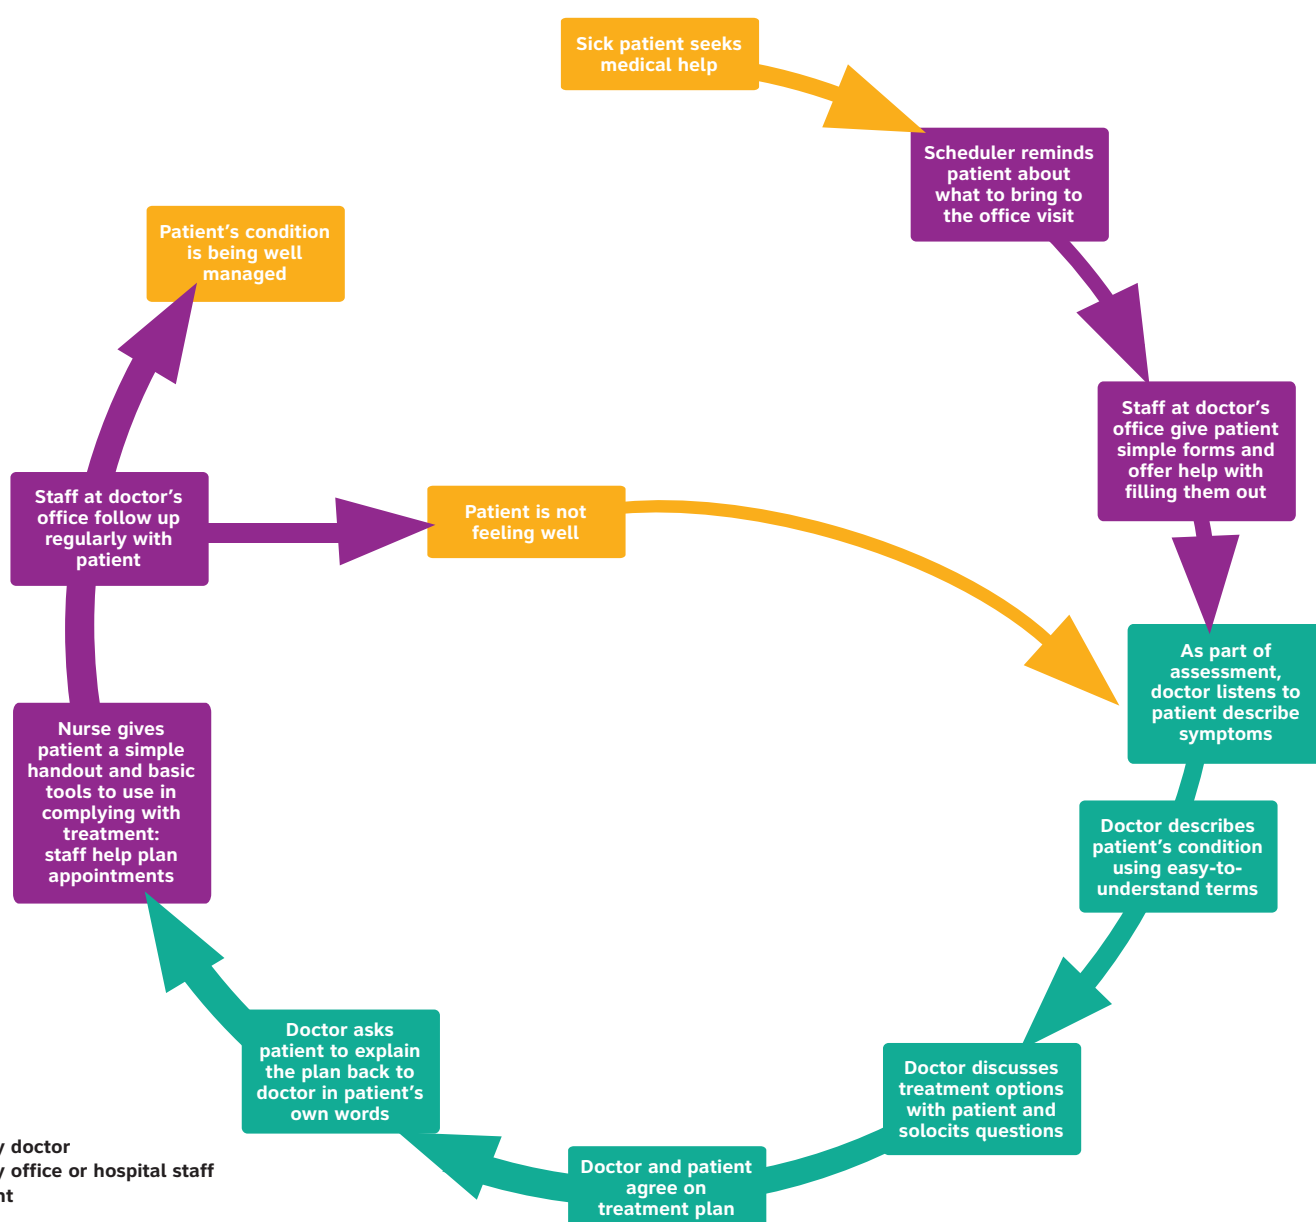 Sick patient seeks
medical help
Scheduler reminds
patient about
what to bring to
the office visit
Staff at doctor's
office give patient
simple forms and
offer help with
filling them out
As part of
assessment,
doctor listens to
patient describe
symptoms
Doctor describes
patient's condition
using easy-to-
understand terms
Doctor discusses
treatment options
with patient and
solocits questions
Doctor and patient
agree on
treatment plan
Doctor asks
patient to explain
the plan back to
doctor in patient's
own words
Nurse gives
patient a simple
handout and basic
tools to use in
complying with
treatment:
staff help plan
appointments
Staff at doctor's
office follow up
regularly with
patient
Patient's condition
is being well
managed
Patient is not
feeling well
doctor
office or hospital staff